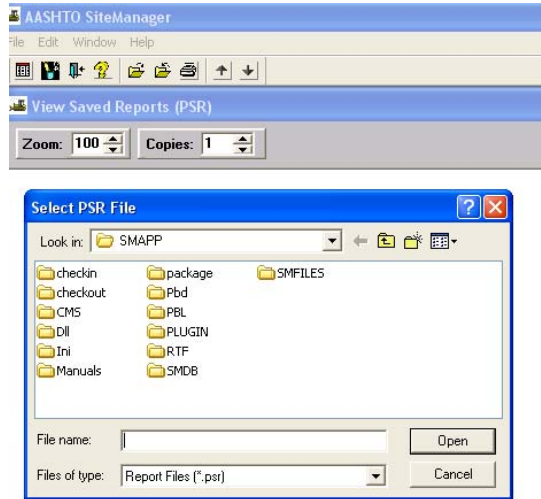 AASHTO SiteManager
File Edit Window Help
View Saved Reports (PSR)
Zoom: 100 Copies: 1
Select PSR File
Look in: SMAPP
checkin package SMFILES
checkout Pbd
CMS PBL
Dll PLUGIN
Ini RTF
Manuals SMDB
File name: Open
Files of type: Report Files (*.psr) Cancel